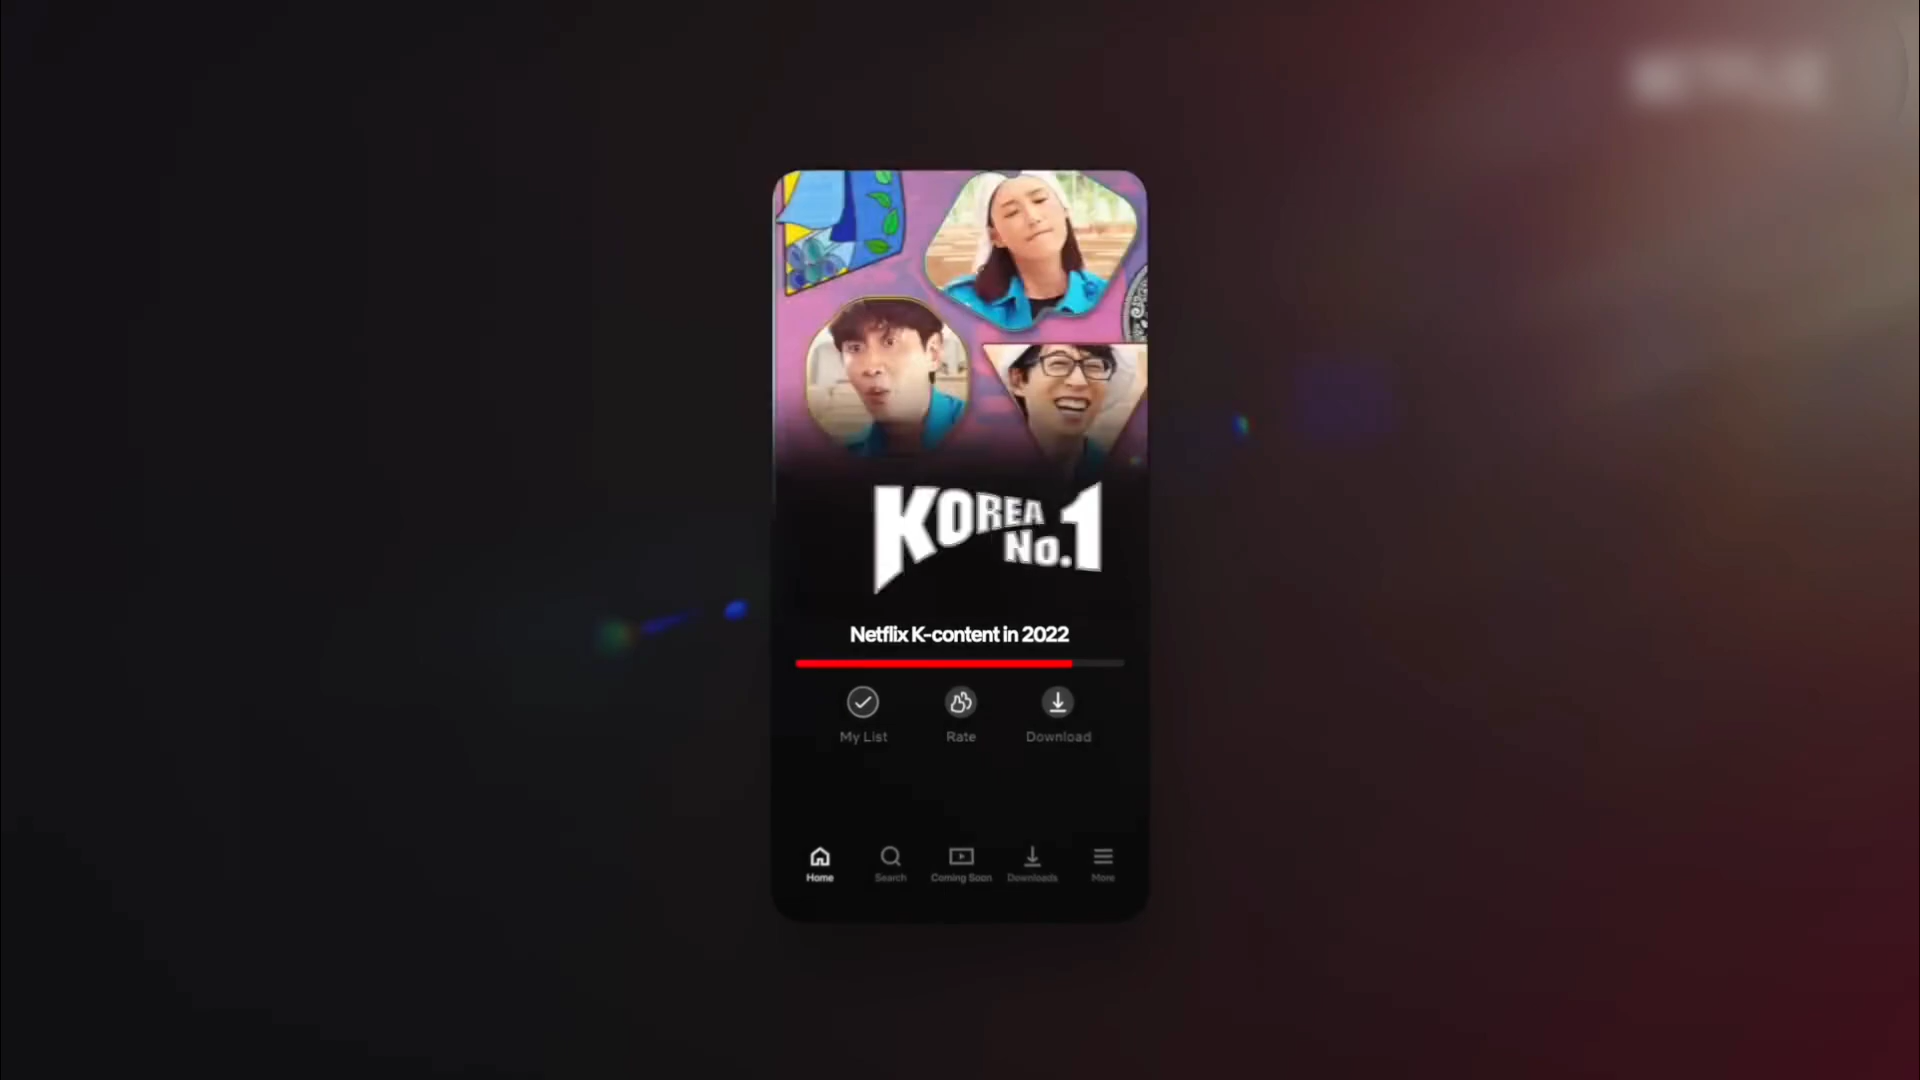 KOREA
No.1
Netflix K-content in 2022
My List Rate Download
Home Search Coming Soon Downloads More